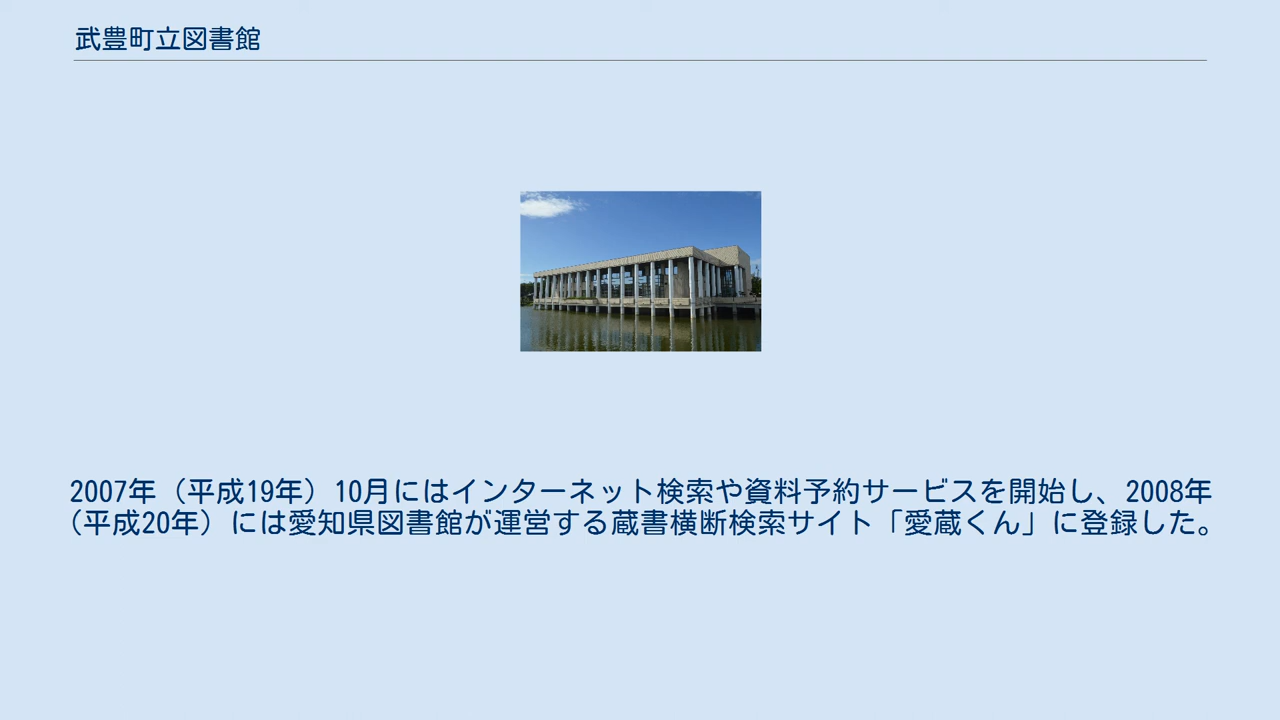 武豊町立図書館
2007年（平成19年）10月にはインターネット検索や資料予約サービスを開始し、2008年
（平成20年）には愛知県図書館が運営する蔵書横断検索サイト「愛蔵くん」に登録した。